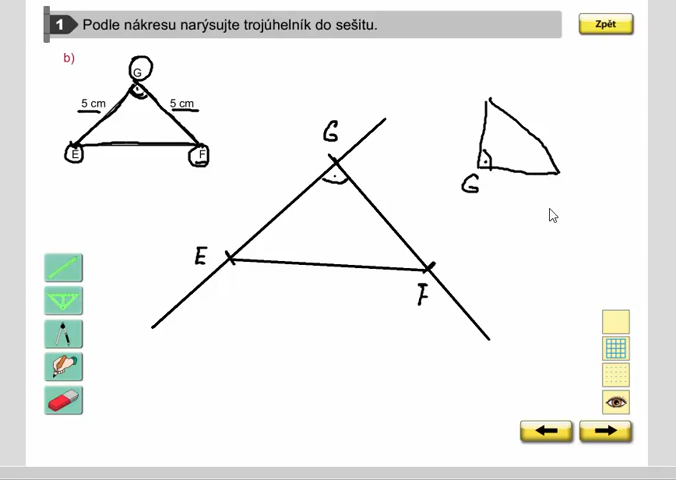 1 Podle nákresu narýsujte trojúhelník do sešitu.
Zpět
b)
G
5 cm 5 cm
E F
G
G
E
F